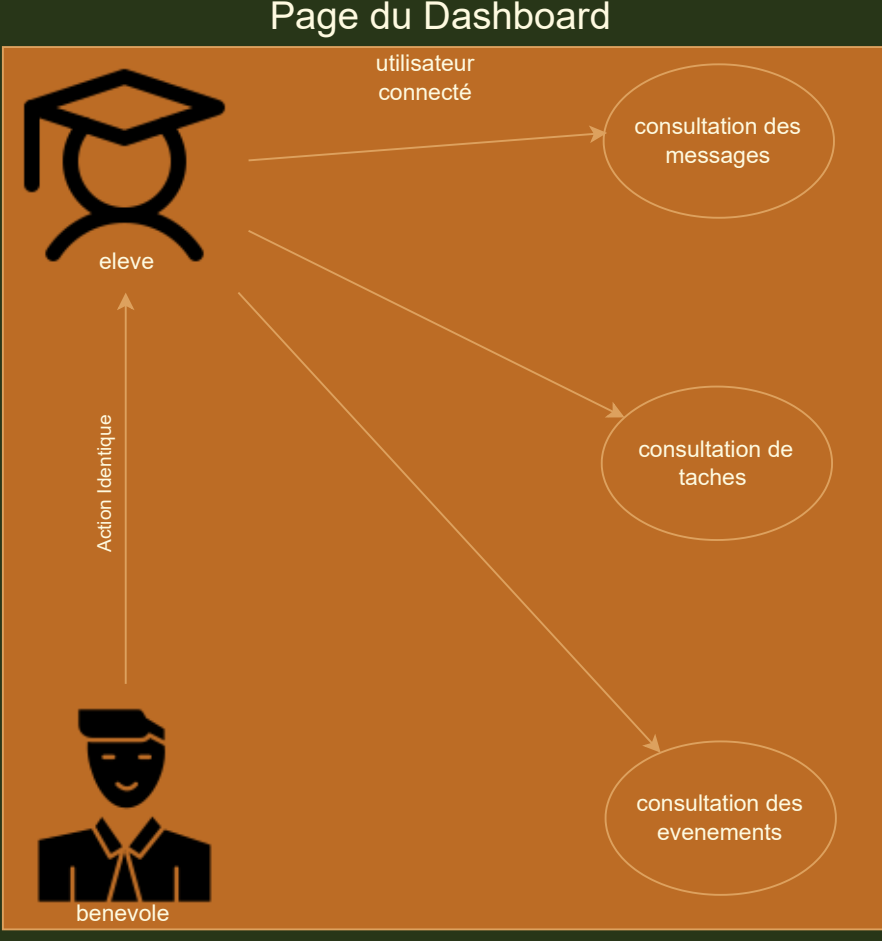 Page du Dashboard
utilisateur
connecté
consultation des
messages
eleve
consultation de
taches
Action Identique
consultation des
evenements
benevole